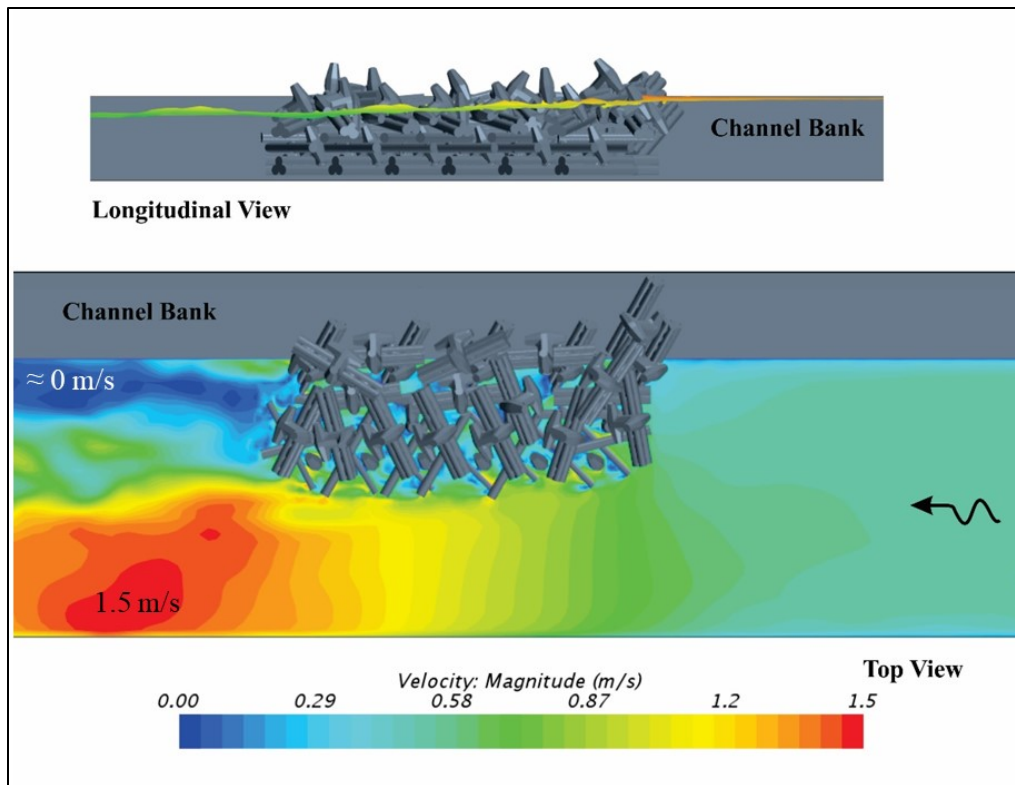 Channel Bank
Longitudinal View
Channel Bank
≈ 0 m/s
1.5 m/s
Top View
Velocity: Magnitude (m/s)
0.00 0.29 0.58 0.87 1.2 1.5